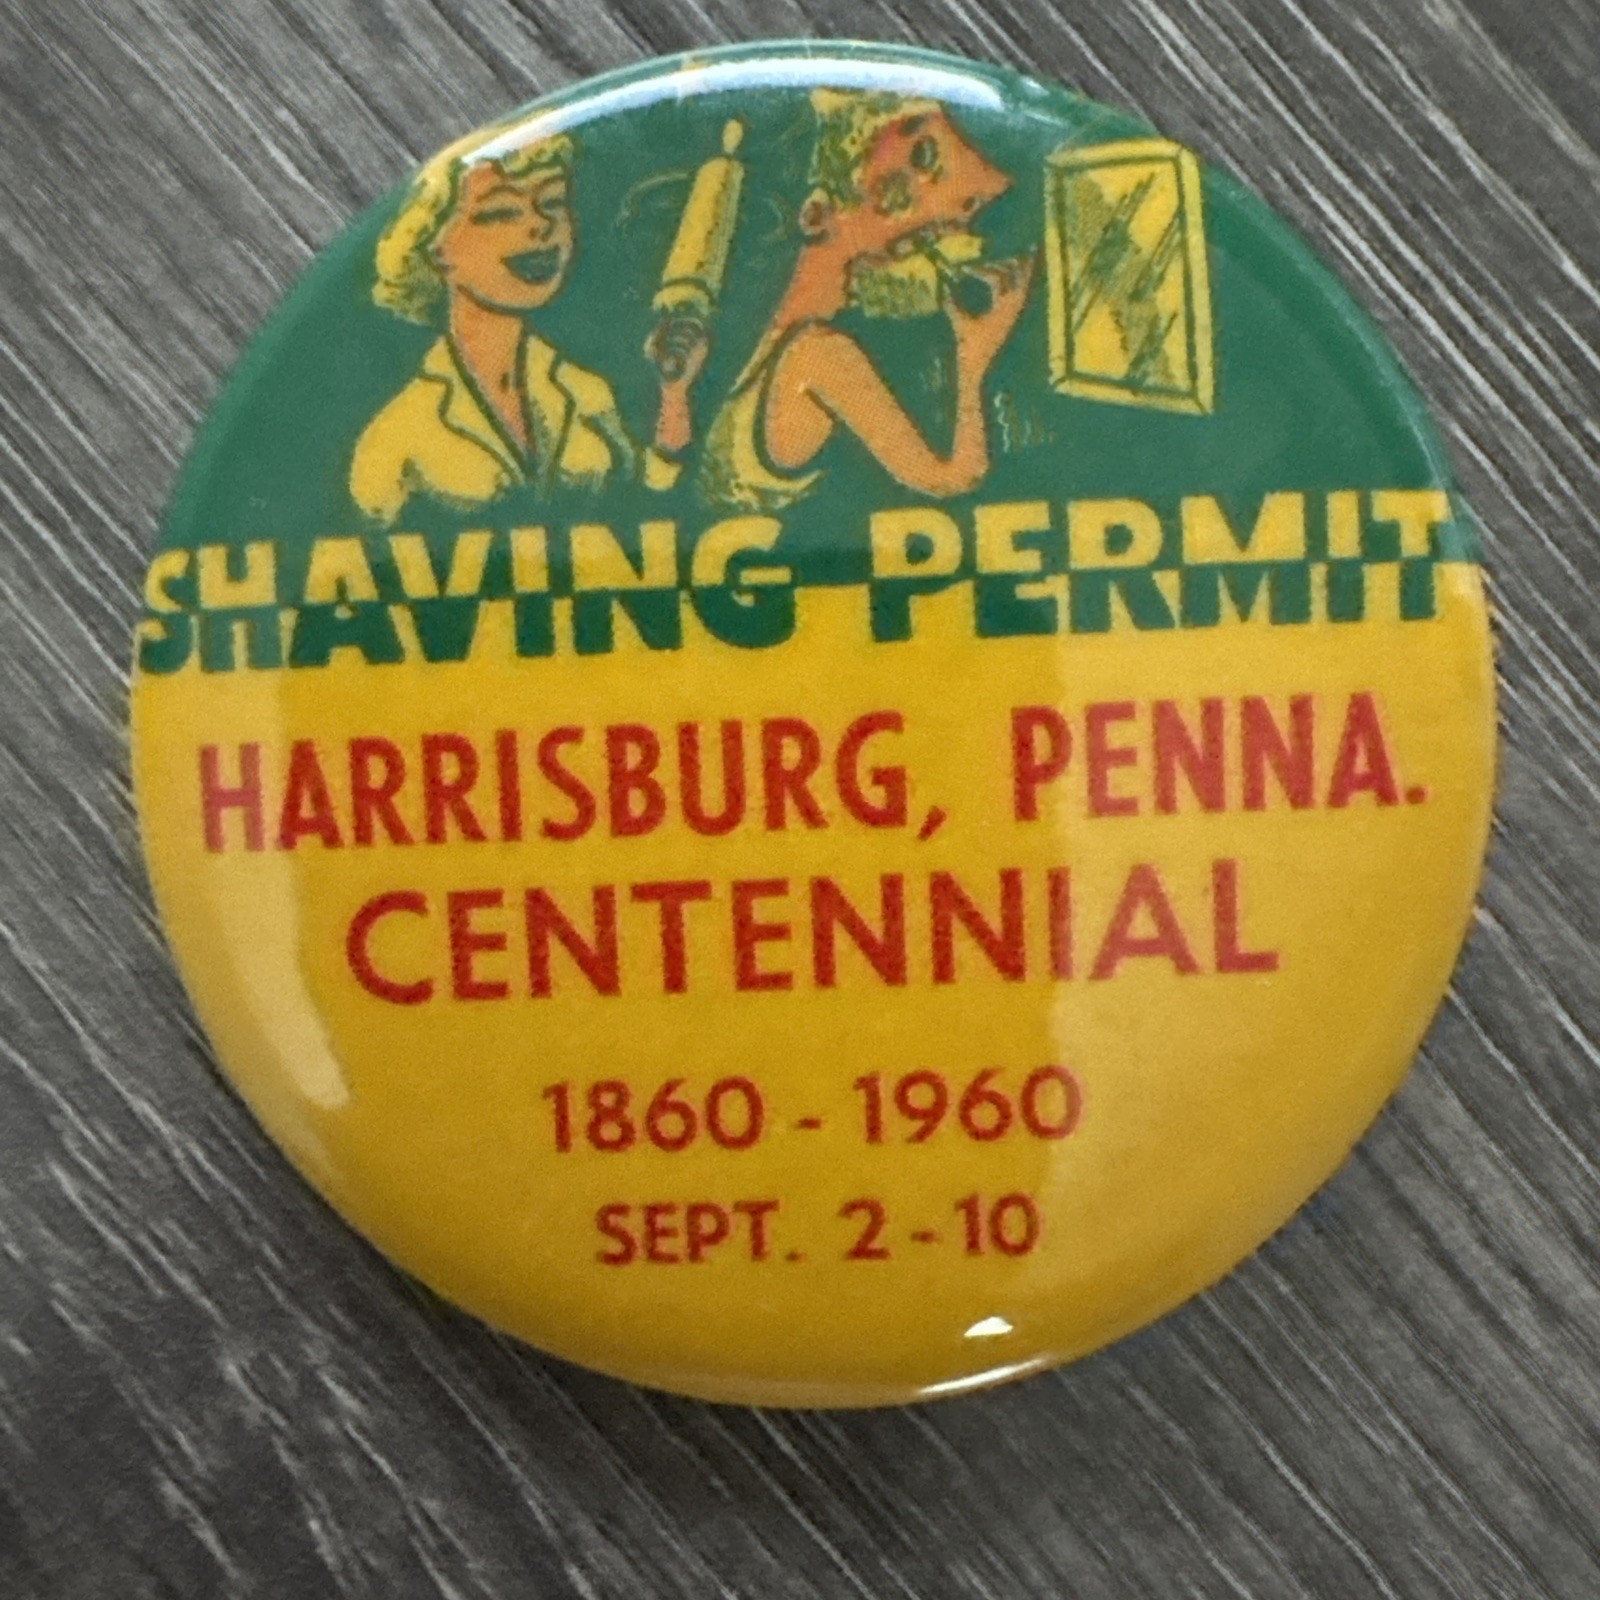 SHAVING PERMIT
HARRISBURG, PENNA.
CENTENNIAL
1860 - 1960
SEPT. 2 - 10